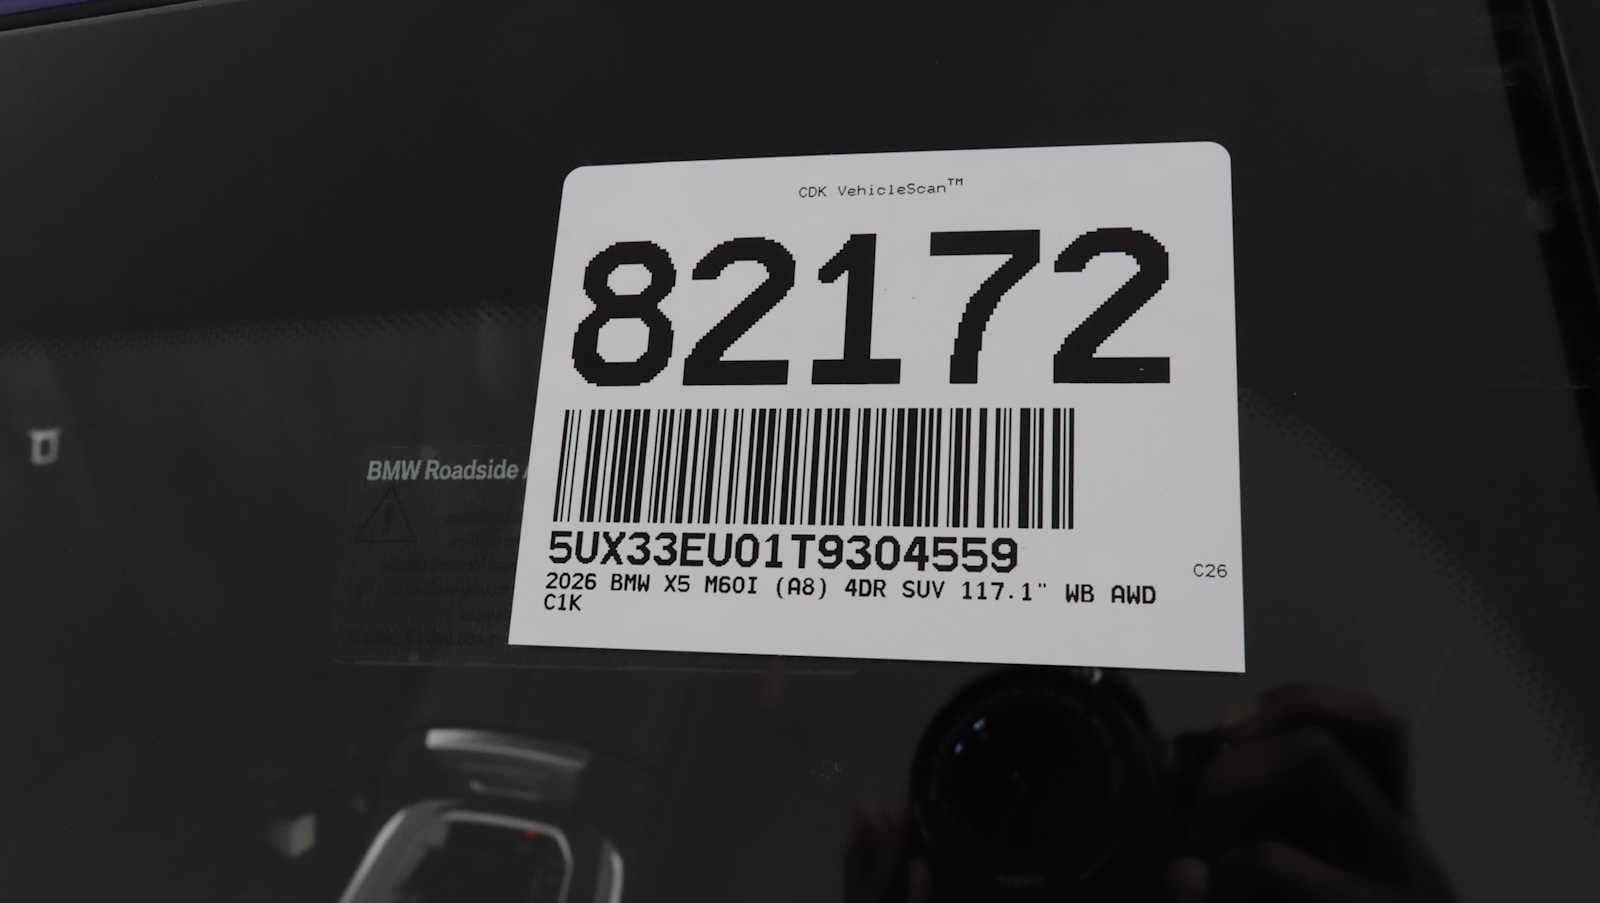 CDK VehicleScan™
82172
BMW Roadside
5UX33EU01T9304559
C26
2026 BMW X5 M60I (A8) 4DR SUV 117.1" WB AWD
C1K